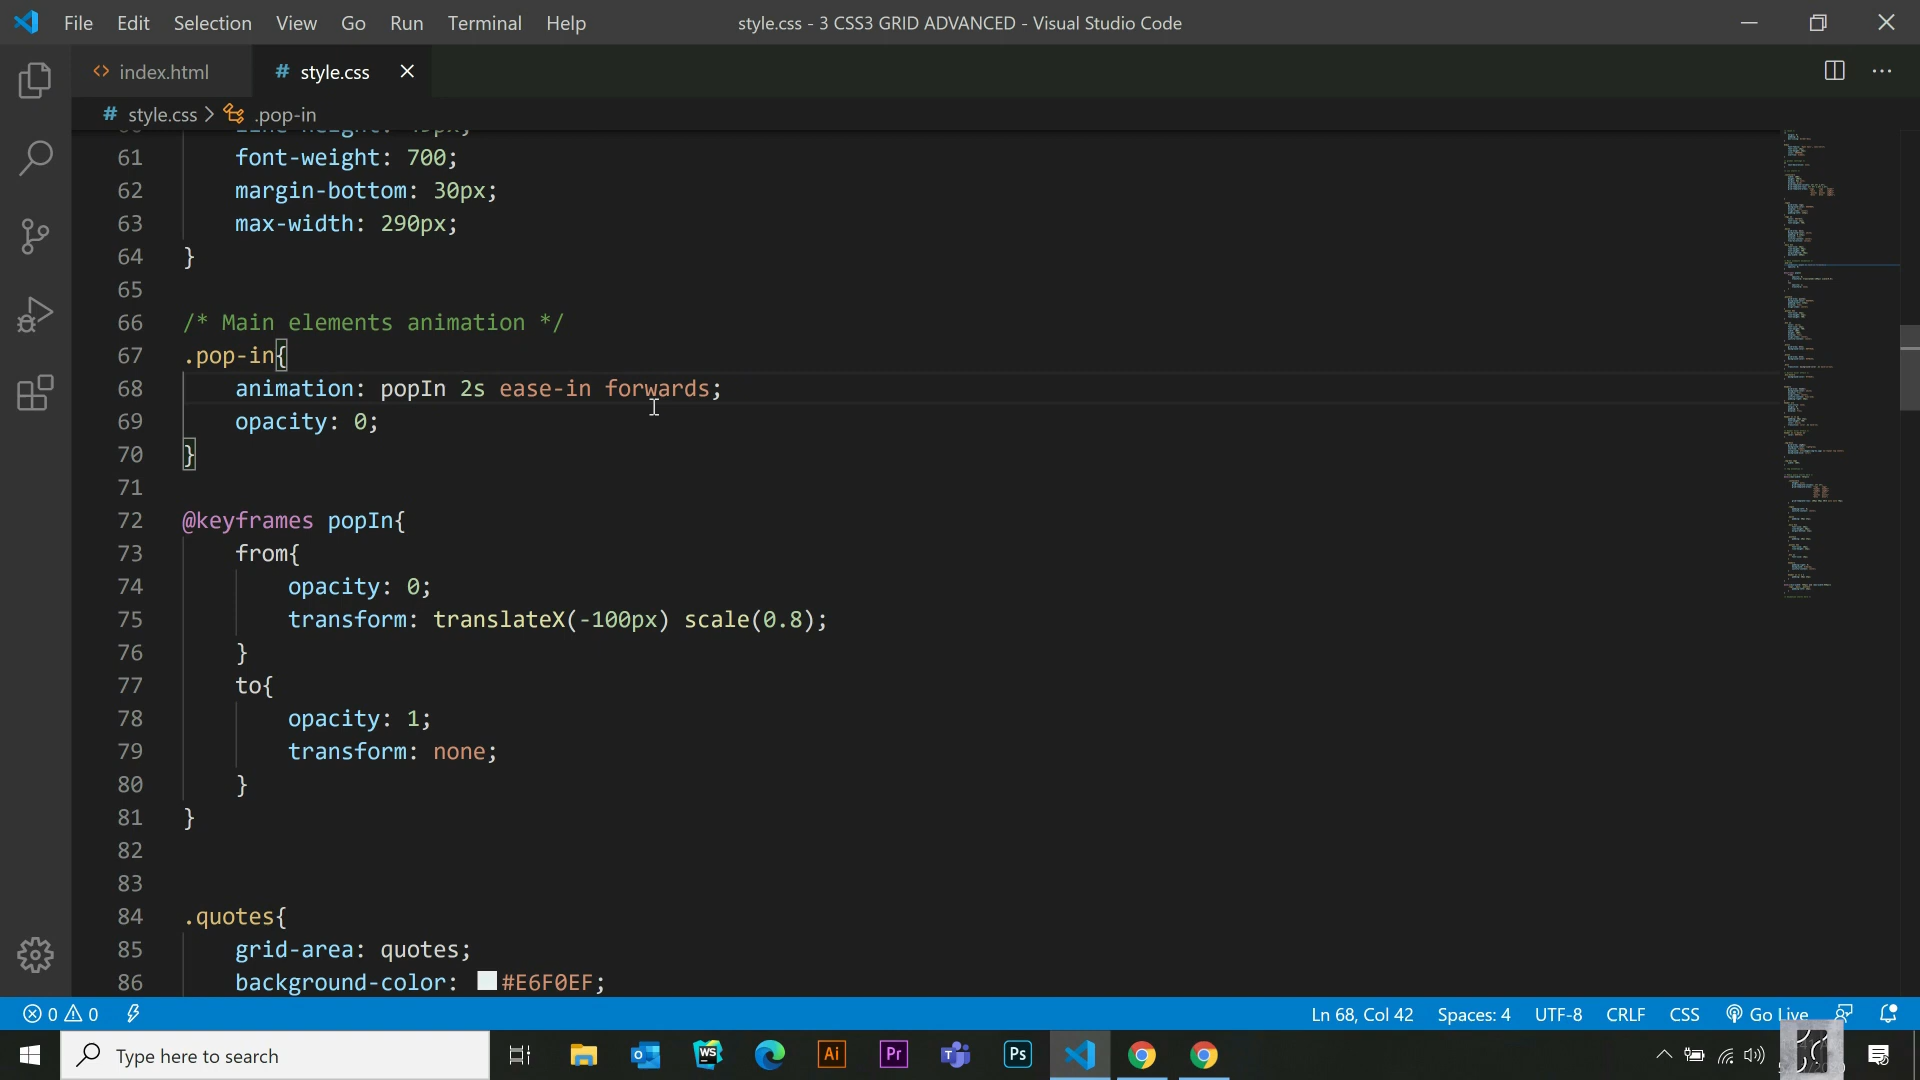 File Edit Selection View Go Run Terminal Help
style.css - 3 CSS3 GRID ADVANCED - Visual Studio Code
index.html
# style.css
# style.css > .pop-in
61 font-weight: 700;
62 margin-bottom: 30px;
63 max-width: 290px;
64 }
65
66 /* Main elements animation */
67 .pop-in{
68 animation: popIn 2s ease-in forwards;
69 opacity: 0;
70 }
71
72 @keyframes popIn{
73 from{
74 opacity: 0;
75 transform: translateX(-100px) scale(0.8);
76 }
77 to{
78 opacity: 1;
79 transform: none;
80 }
81 }
82
83
84 .quotes{
85 grid-area: quotes;
86 background-color: #E6F0EF;
0 0
Ln 68, Col 42 Spaces: 4 UTF-8 CRLF CSS Go Live
Type here to search
WS
Ai
Pr
Ps